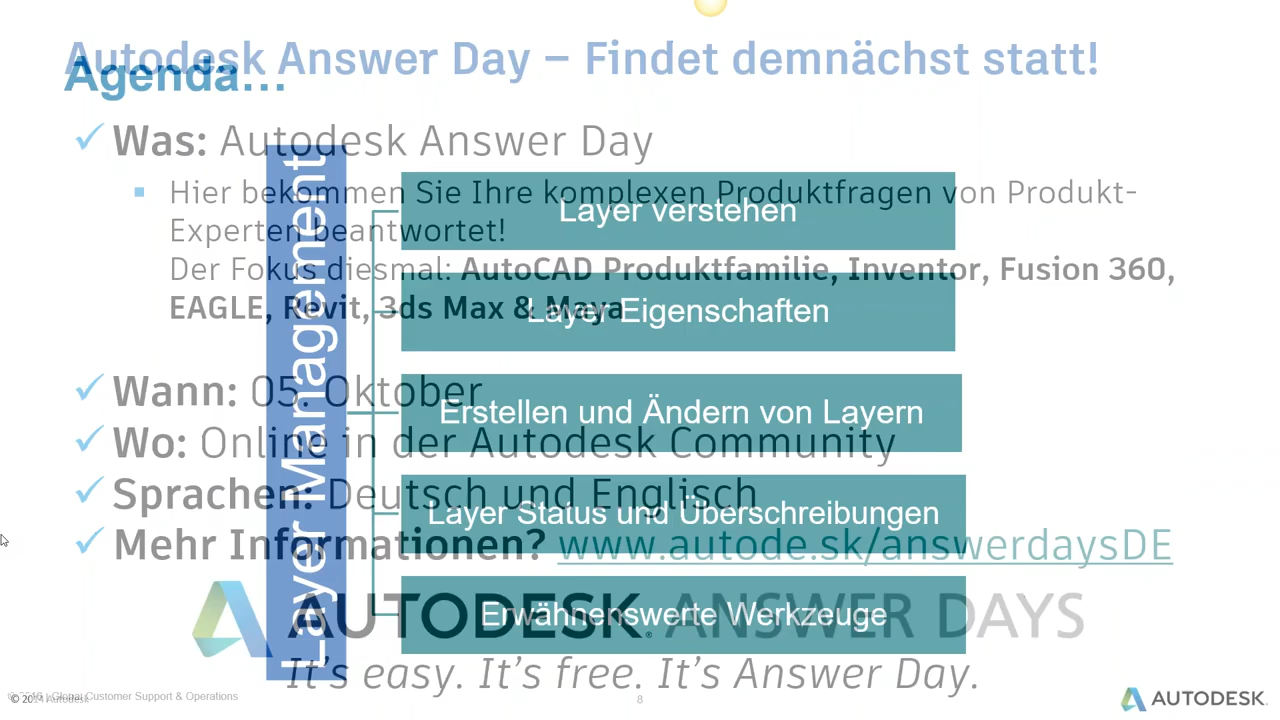 Autodesk Answer Day – Findet demnächst statt!
Agenda...
Was: Autodesk Answer Day
Hier bekommen Sie Ihre komplexen Produktfragen von Produkt-
Experten beantwortet!
Der Fokus diesmal: AutoCAD Produktfamilie, Inventor, Fusion 360,
EAGLE, Revit, 3ds Max & Maya
Wann: 05. Oktober
Wo: Online in der Autodesk Community
Sprachen: Deutsch und Englisch
Mehr Informationen? www.autode.sk/answerdaysDE
AUTODESK. ANSWER DAYS
It's easy. It's free. It's Answer Day.
Layer Management
Layer verstehen
Layer Eigenschaften
Erstellen und Ändern von Layern
Layer Status und Überschreibungen
Erwähnenswerte Werkzeuge
Global Customer Support & Operations
8
AUTODESK.